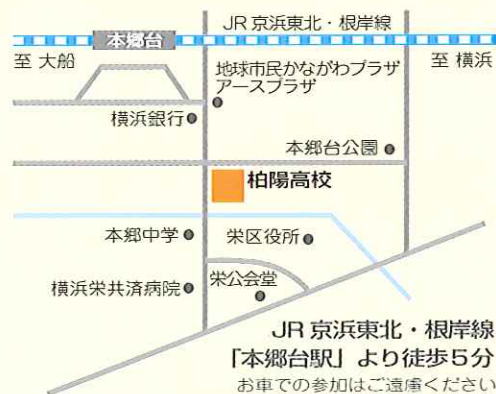 JR 京浜東北・根岸線
本郷台
至 大船
至 横浜
地球市民かながわプラザ
アースプラザ
横浜銀行
本郷台公園
柏陽高校
本郷中学
栄区役所
栄公会堂
横浜栄共済病院
JR 京浜東北・根岸線
「本郷台駅」より徒歩5分
お車での参加はご遠慮ください